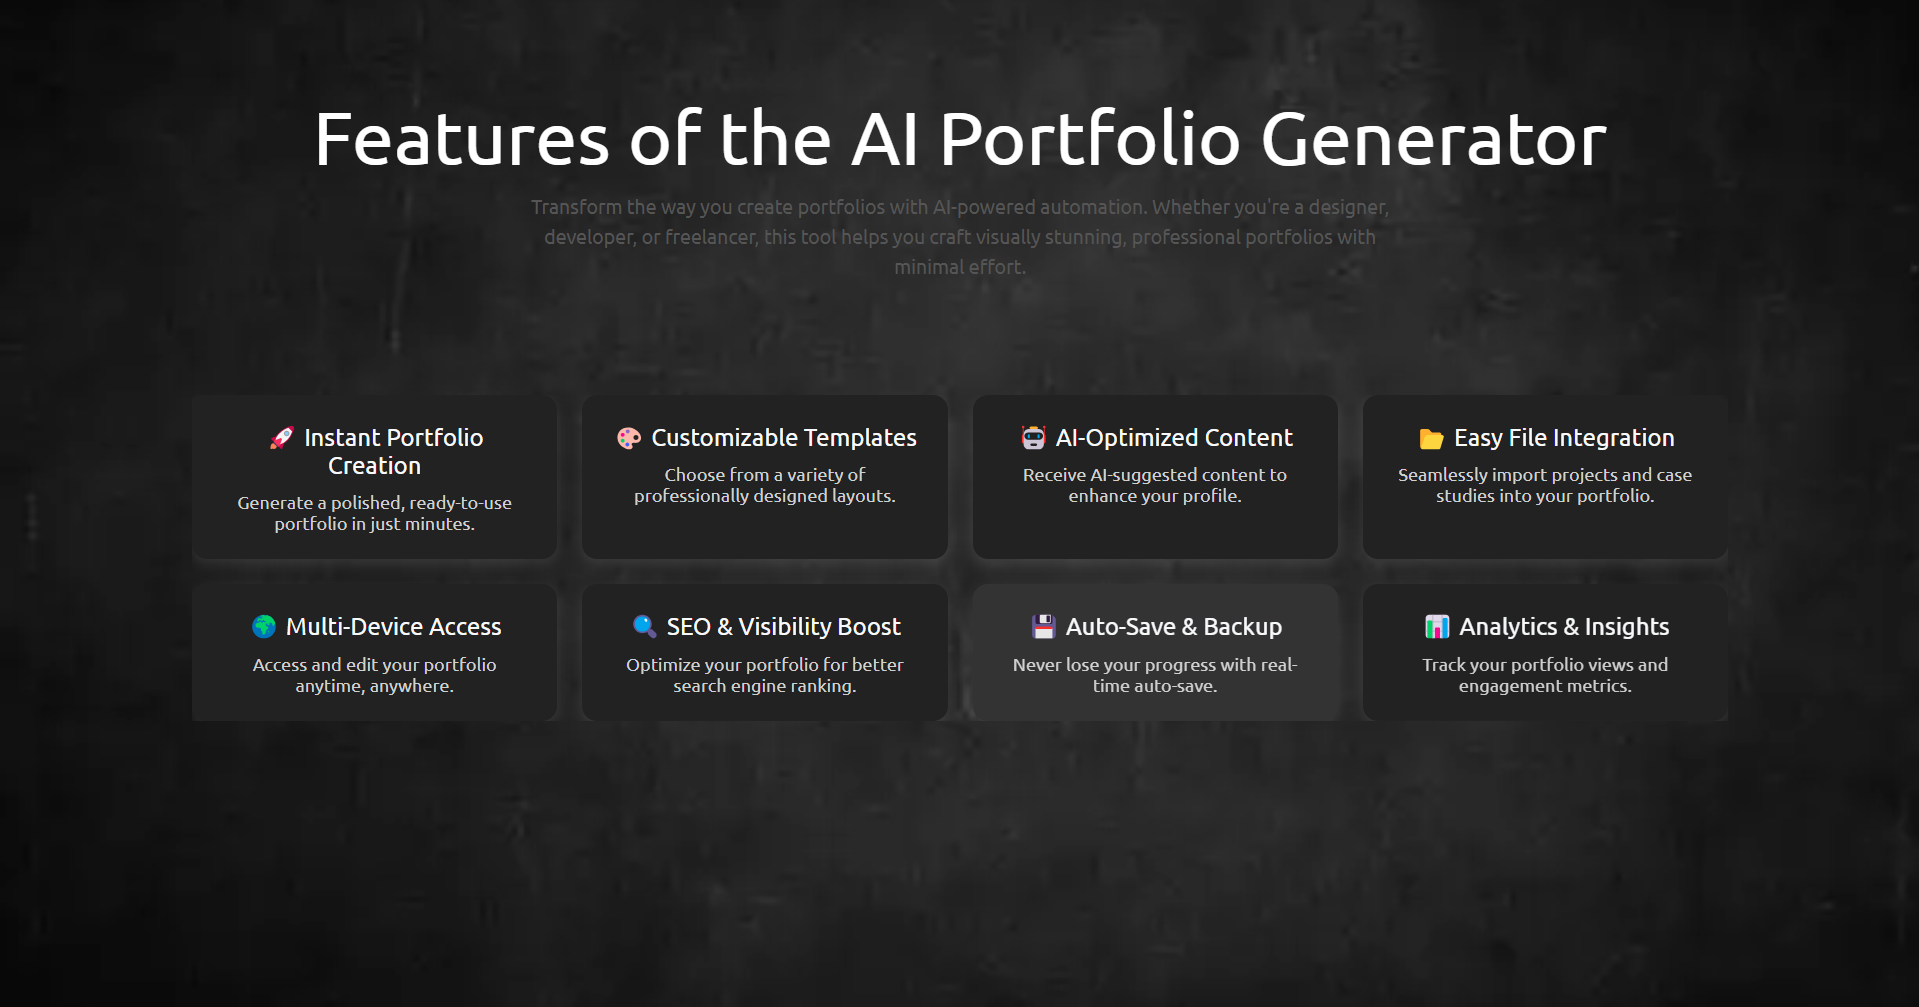 Features of the AI Portfolio Generator
Transform the way you create portfolios with AI-powered automation. Whether you're a designer,
developer, or freelancer, this tool helps you craft visually stunning, professional portfolios with
minimal effort.
🚀 Instant Portfolio
Creation
Generate a polished, ready-to-use
portfolio in just minutes.
🎨 Customizable Templates
Choose from a variety of
professionally designed layouts.
🤖 AI-Optimized Content
Receive AI-suggested content to
enhance your profile.
📂 Easy File Integration
Seamlessly import projects and case
studies into your portfolio.
🌍 Multi-Device Access
Access and edit your portfolio
anytime, anywhere.
🔍 SEO & Visibility Boost
Optimize your portfolio for better
search engine ranking.
💾 Auto-Save & Backup
Never lose your progress with real-
time auto-save.
📊 Analytics & Insights
Track your portfolio views and
engagement metrics.